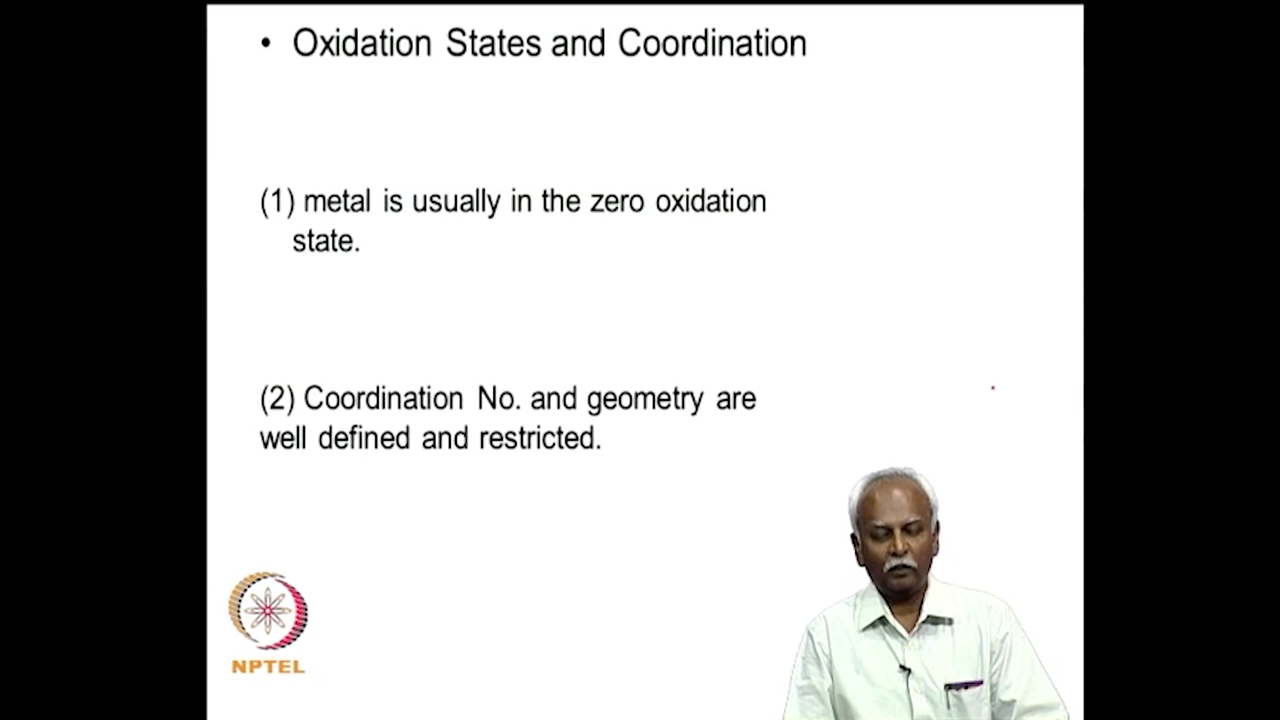 • Oxidation States and Coordination
(1) metal is usually in the zero oxidation
state.
(2) Coordination No. and geometry are
well defined and restricted.
NPTEL